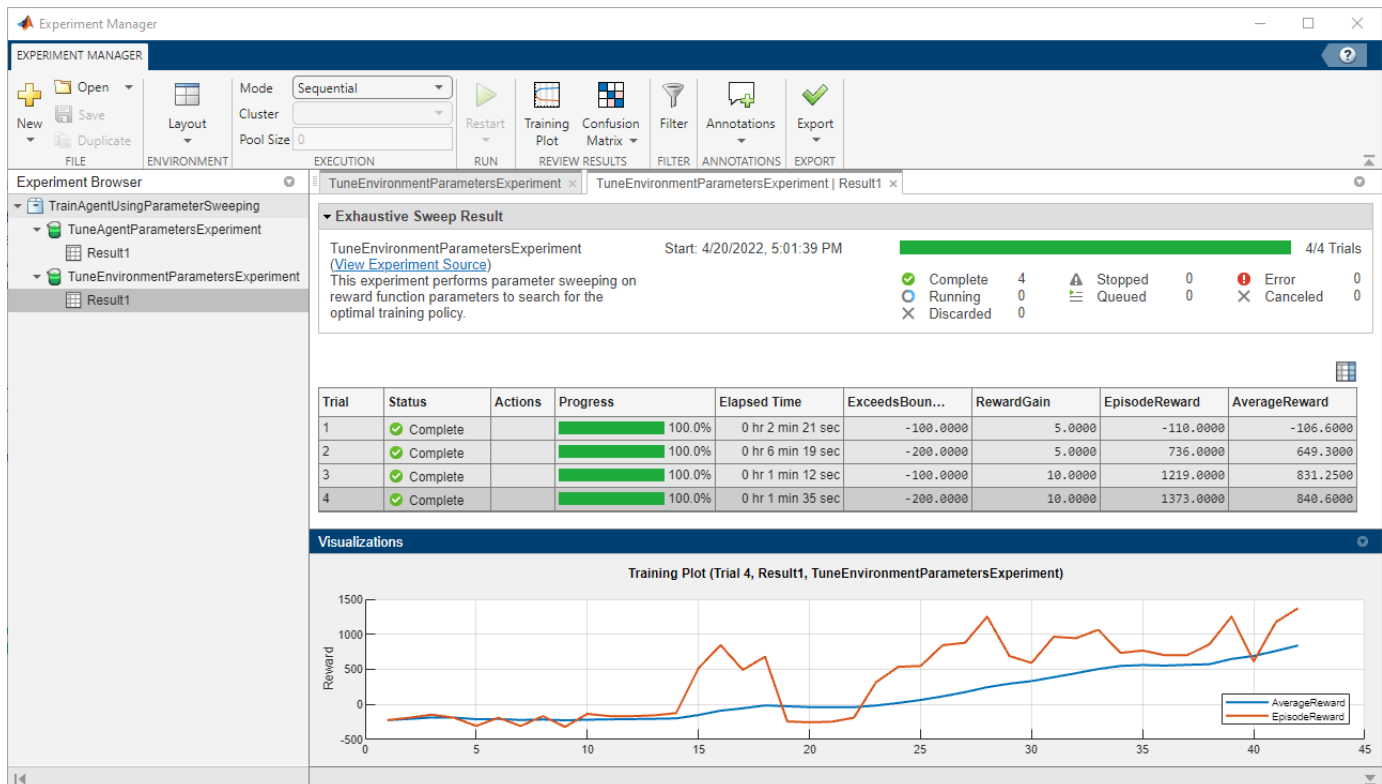 Experiment Manager
EXPERIMENT MANAGER
?
New
Open
Save
Duplicate
FILE
Layout
ENVIRONMENT
Mode Sequential
Cluster
Pool Size 0
EXECUTION
Restart
RUN
Training Plot
Confusion Matrix
REVIEW RESULTS
Filter
FILTER
Annotations
ANNOTATIONS
Export
EXPORT
Experiment Browser
TrainAgentUsingParameterSweeping
TuneAgentParametersExperiment
Result1
TuneEnvironmentParametersExperiment
Result1
TuneEnvironmentParametersExperiment × TuneEnvironmentParametersExperiment | Result1 ×
Exhaustive Sweep Result
TuneEnvironmentParametersExperiment
(View Experiment Source)
This experiment performs parameter sweeping on
reward function parameters to search for the
optimal training policy.
Start: 4/20/2022, 5:01:39 PM
4/4 Trials
Complete 4 Stopped 0 Error 0
Running 0 Queued 0 Canceled 0
Discarded 0
Trial Status Actions Progress Elapsed Time ExceedsBoun... RewardGain EpisodeReward AverageReward
1 Complete 100.0% 0 hr 2 min 21 sec -100.0000 5.0000 -110.0000 -106.6000
2 Complete 100.0% 0 hr 6 min 19 sec -200.0000 5.0000 736.0000 649.3000
3 Complete 100.0% 0 hr 1 min 12 sec -100.0000 10.0000 1219.0000 831.2500
4 Complete 100.0% 0 hr 1 min 35 sec -200.0000 10.0000 1373.0000 840.6000
Visualizations
Training Plot (Trial 4, Result1, TuneEnvironmentParametersExperiment)
Reward
1500
1000
500
0
-500
0 5 10 15 20 25 30 35 40 45
AverageReward
EpisodeReward